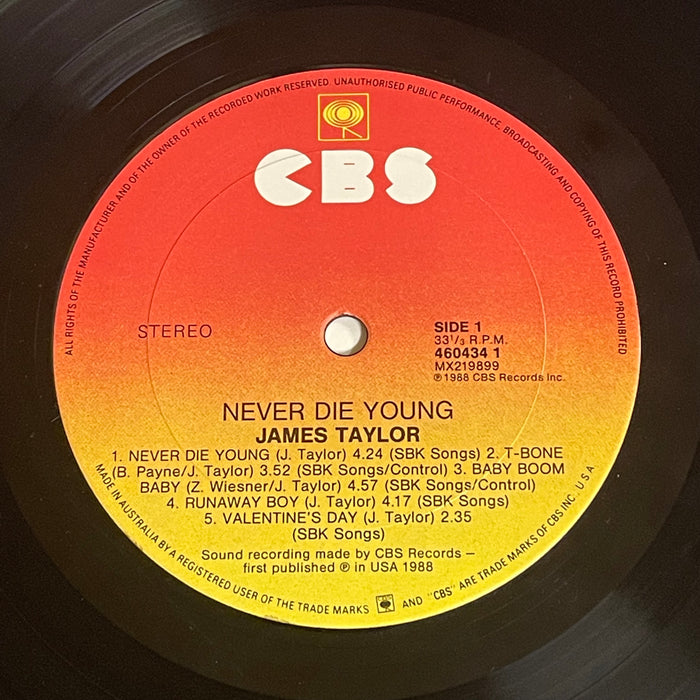 ALL RIGHTS OF THE MANUFACTURER AND OF THE OWNER OF THE RECORDED WORK RESERVED. UNAUTHORISED PUBLIC PERFORMANCE, BROADCASTING AND COPYING OF THIS RECORD PROHIBITED
CBS
STEREO
SIDE 1
33 1/3 R.P.M.
460434 1
MX219899
℗ 1988 CBS Records Inc.
NEVER DIE YOUNG
JAMES TAYLOR
1. NEVER DIE YOUNG (J. Taylor) 4.24 (SBK Songs) 2. T-BONE
(B. Payne/J. Taylor) 3.52 (SBK Songs/Control) 3. BABY BOOM
BABY (Z. Wiesner/J. Taylor) 4.57 (SBK Songs/Control)
4. RUNAWAY BOY (J. Taylor) 4.17 (SBK Songs)
5. VALENTINE'S DAY (J. Taylor) 2.35
(SBK Songs)
Sound recording made by CBS Records –
first published ℗ in USA 1988
MADE IN AUSTRALIA BY A REGISTERED USER OF THE TRADE MARKS AND "CBS" ARE TRADE MARKS OF CBS INC. U S A